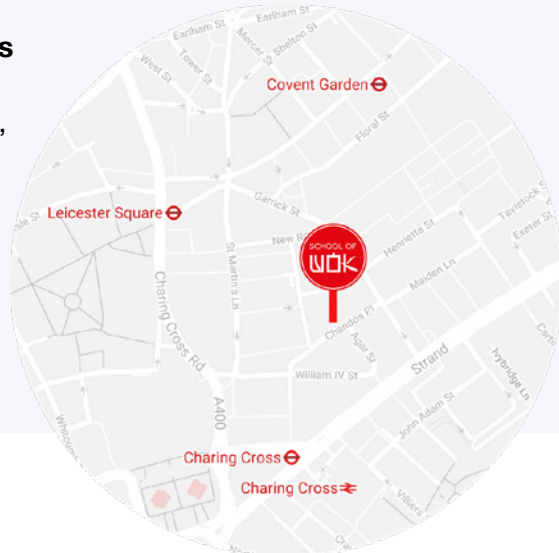 s
,
Earlham St
Earlham St
Mercer St
Shelton St
Tower St
West St
Covent Garden
Floral St
Garrick St
Leicester Square
New R
SCHOOL OF
WOK
Henrietta St
Tavistock
Exeter St
Maiden Ln
St Martin's Ln
Charing Cross Rd
Chandos Pl
Agar St
Strand
William IV St
Ivybridge Ln
A400
John Adam St
Charing Cross
Charing Cross
Villiers